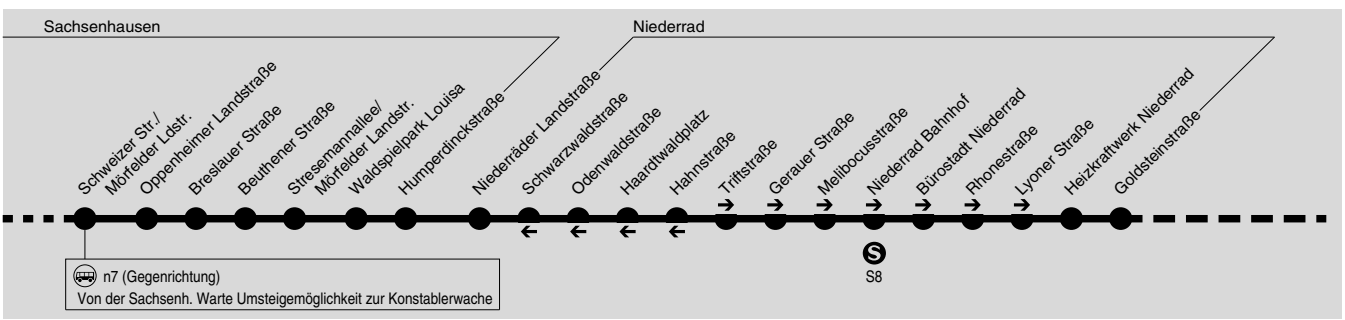 Sachsenhausen
Niederrad
Schweizer Str./
Mörfelder Ldstr.
Oppenheimer Landstraße
Breslauer Straße
Beuthener Straße
Stresemannallee/
Mörfelder Landstr.
Waldspielpark Louisa
Humperdinckstraße
Niederräder Landstraße
Schwarzwaldstraße
Odenwaldstraße
Haardtwaldplatz
Hahnstraße
Triftstraße
Gerauer Straße
Melibocusstraße
Niederrad Bahnhof
Bürostadt Niederrad
Rhonestraße
Lyoner Straße
Heizkraftwerk Niederrad
Goldsteinstraße
S
S8
n7 (Gegenrichtung)
Von der Sachsenh. Warte Umsteigemöglichkeit zur Konstablerwache